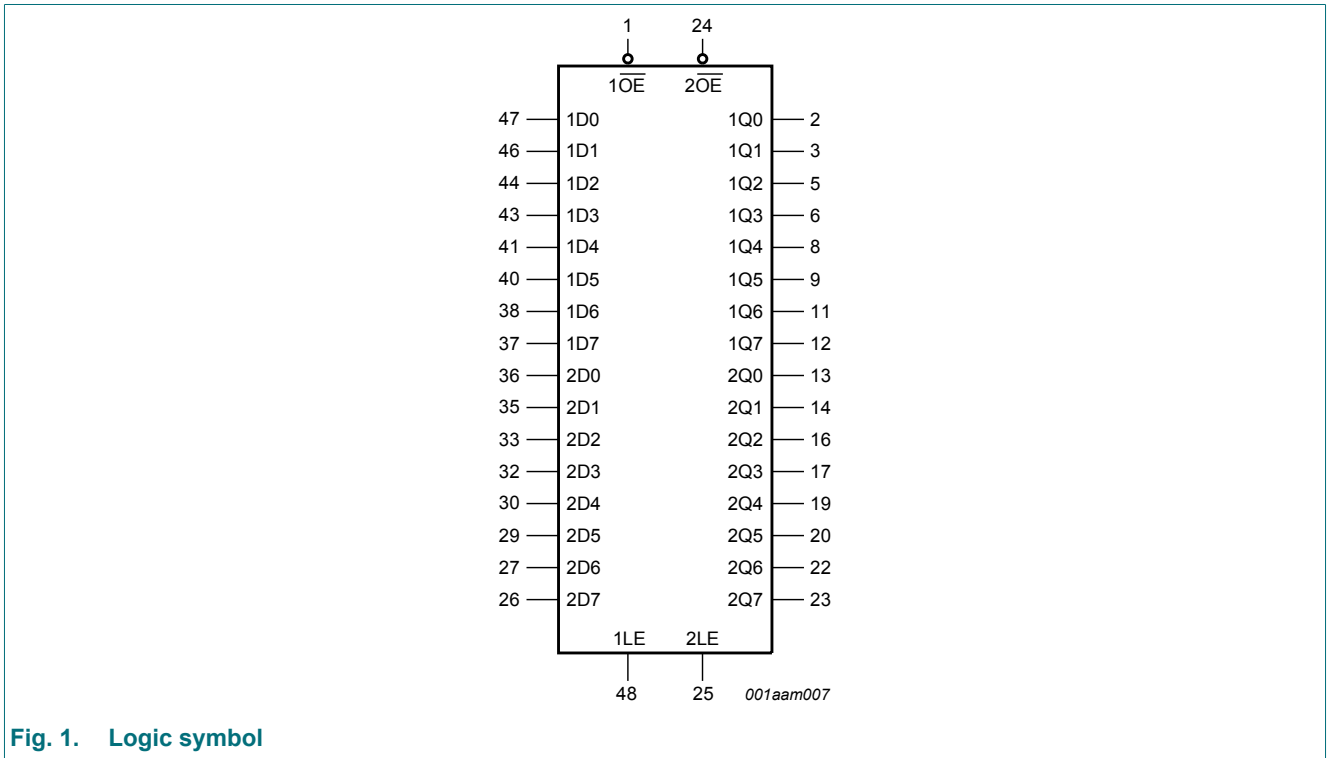 1 24
1O̅E̅ 2O̅E̅
47 1D0 1Q0 2
46 1D1 1Q1 3
44 1D2 1Q2 5
43 1D3 1Q3 6
41 1D4 1Q4 8
40 1D5 1Q5 9
38 1D6 1Q6 11
37 1D7 1Q7 12
36 2D0 2Q0 13
35 2D1 2Q1 14
33 2D2 2Q2 16
32 2D3 2Q3 17
30 2D4 2Q4 19
29 2D5 2Q5 20
27 2D6 2Q6 22
26 2D7 2Q7 23
1LE 2LE
48 25 001aam007
Fig. 1. Logic symbol